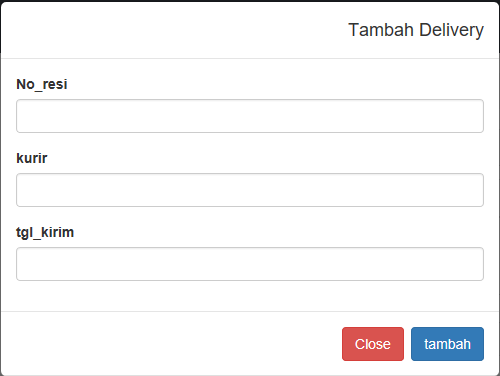 Tambah Delivery
No_resi
kurir
tgl_kirim
Close tambah